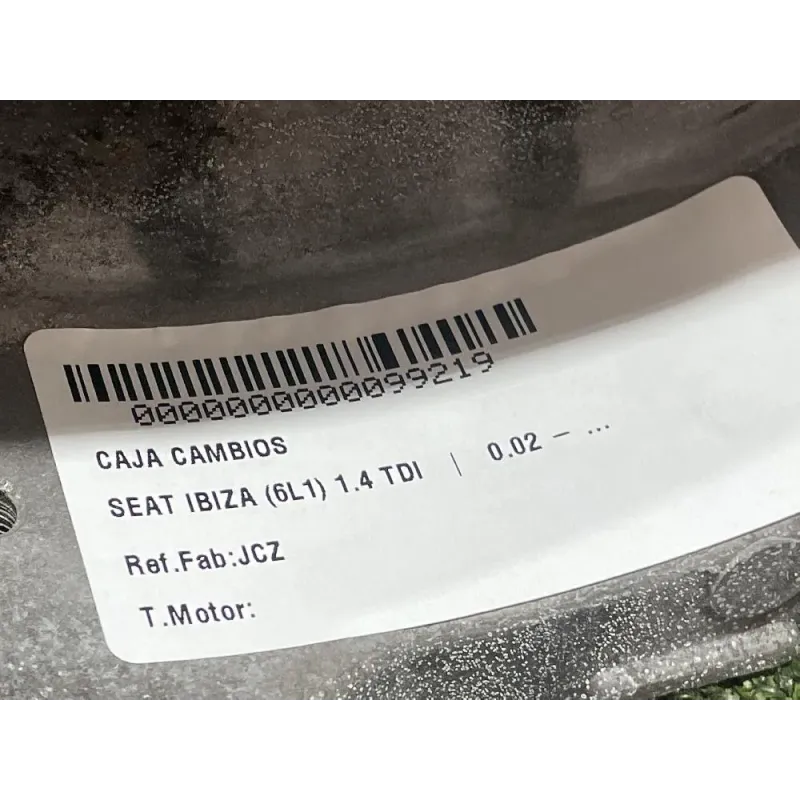 0000000000099219
CAJA CAMBIOS
SEAT IBIZA (6L1) 1.4 TDI | 0.02 - ...
Ref.Fab:JCZ
T.Motor: